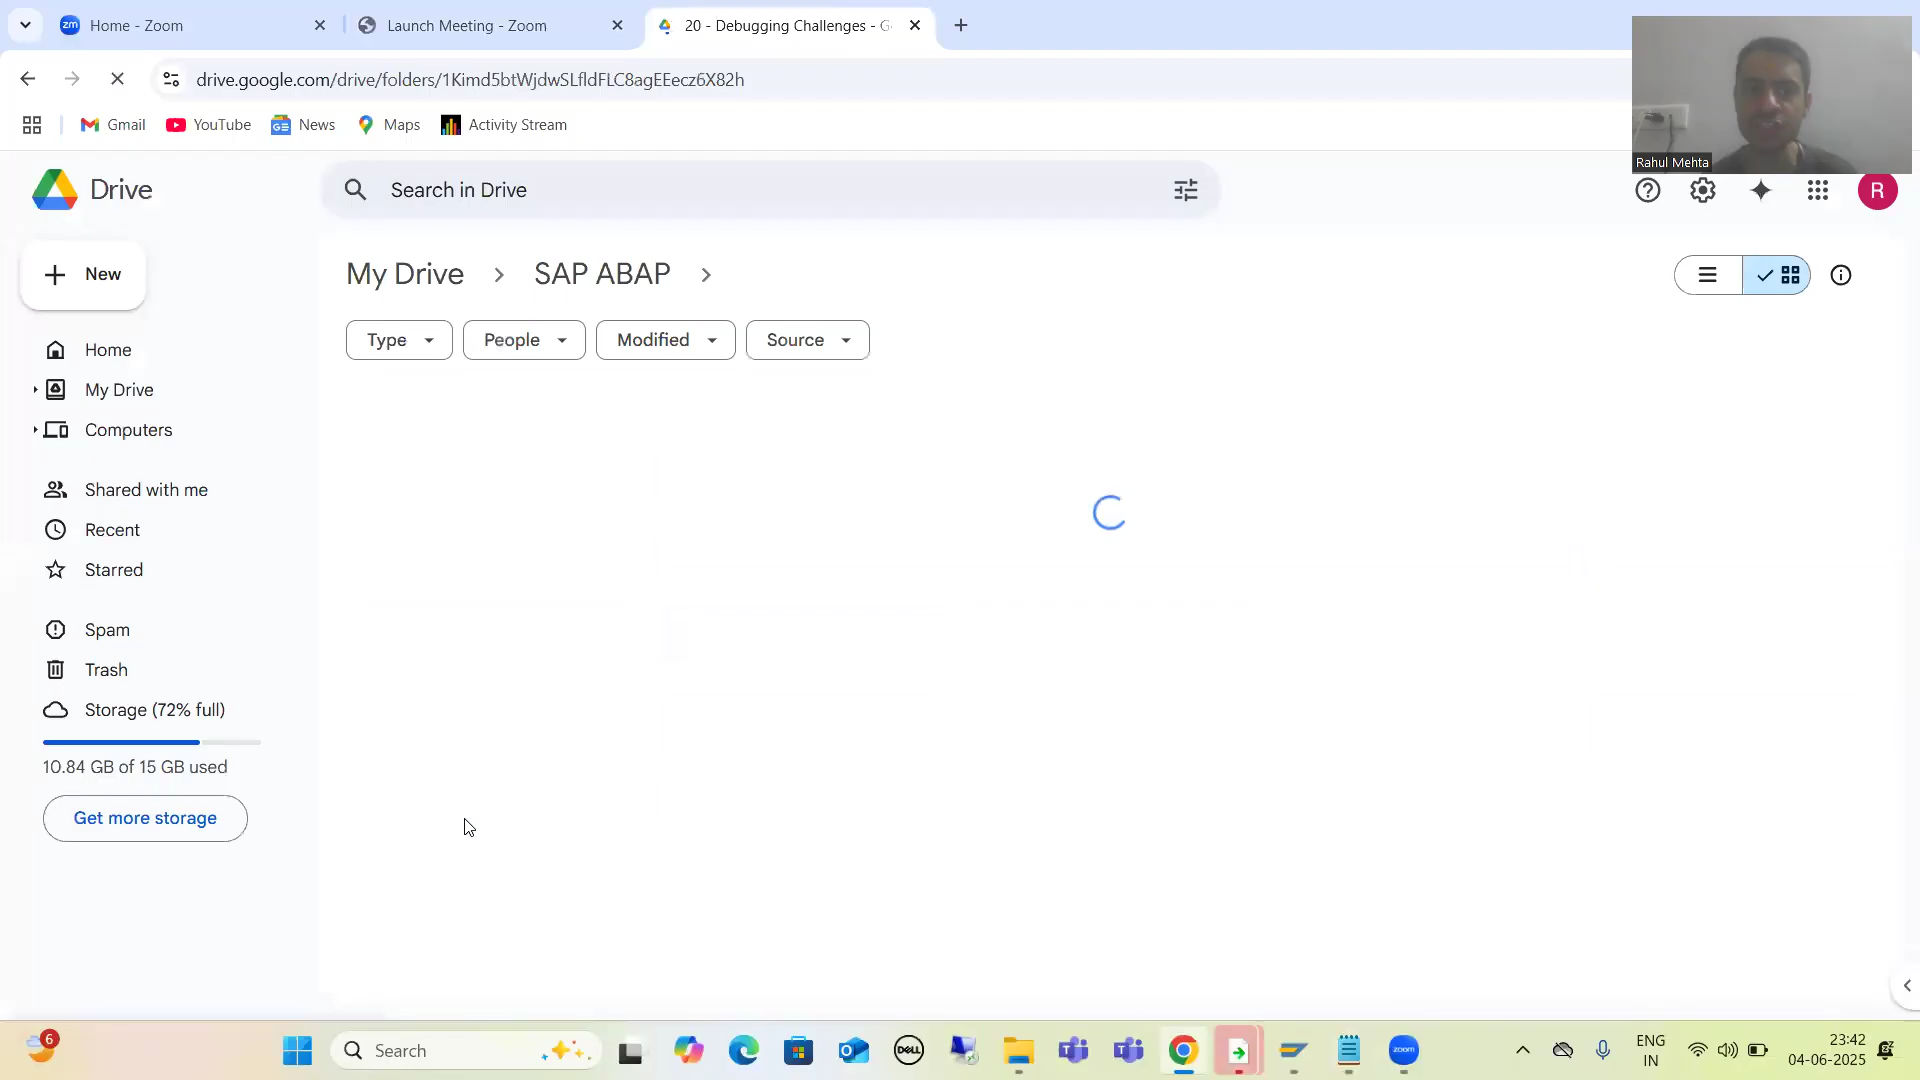 Home - Zoom
Launch Meeting - Zoom
20 - Debugging Challenges - G
drive.google.com/drive/folders/1Kimd5btWjdwSLfldFLC8agEEecz6X82h
Gmail
YouTube
News
Maps
Activity Stream
Rahul Mehta
Drive
Search in Drive
R
New
My Drive
SAP ABAP
Type
People
Modified
Source
Home
My Drive
Computers
Shared with me
Recent
Starred
Spam
Trash
Storage (72% full)
10.84 GB of 15 GB used
Get more storage
6
Search
DELL
zoom
ENG
IN
23:42
04-06-2025